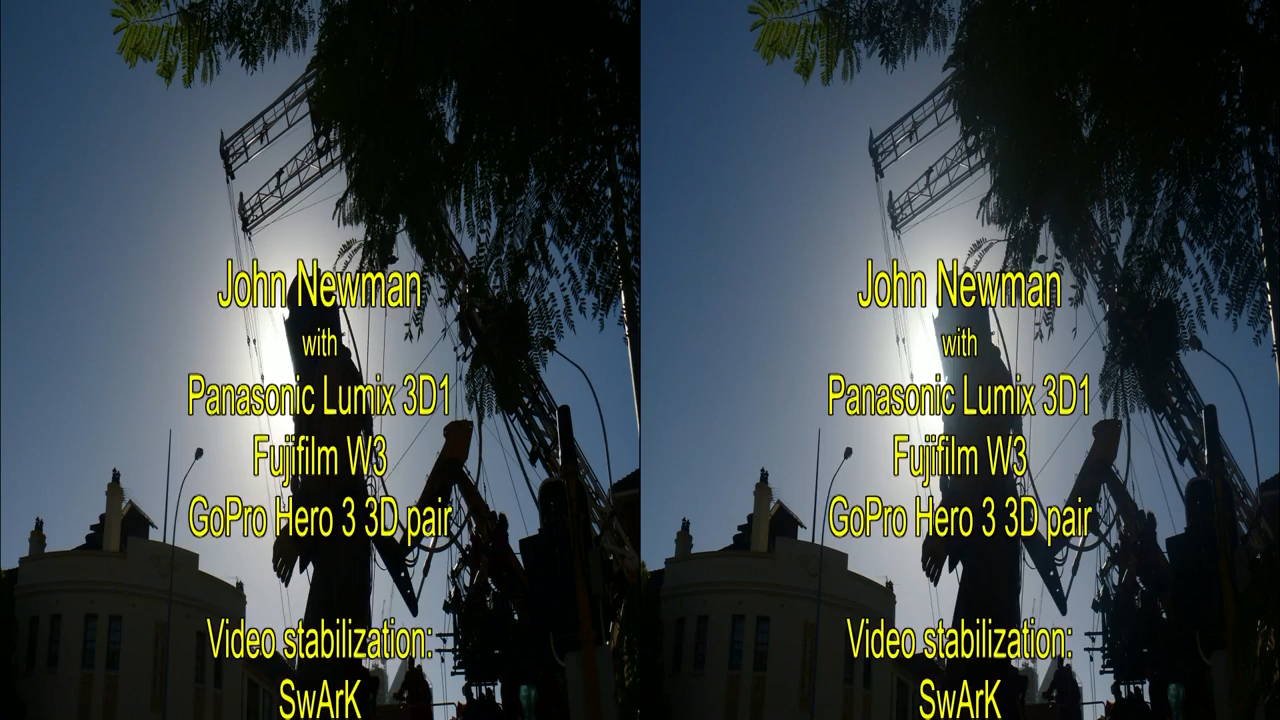 John Newman
with
Panasonic Lumix 3D1
Fujifilm W3
GoPro Hero 3 3D pair
Video stabilization:
SwArK
John Newman
with
Panasonic Lumix 3D1
Fujifilm W3
GoPro Hero 3 3D pair
Video stabilization:
SwArK